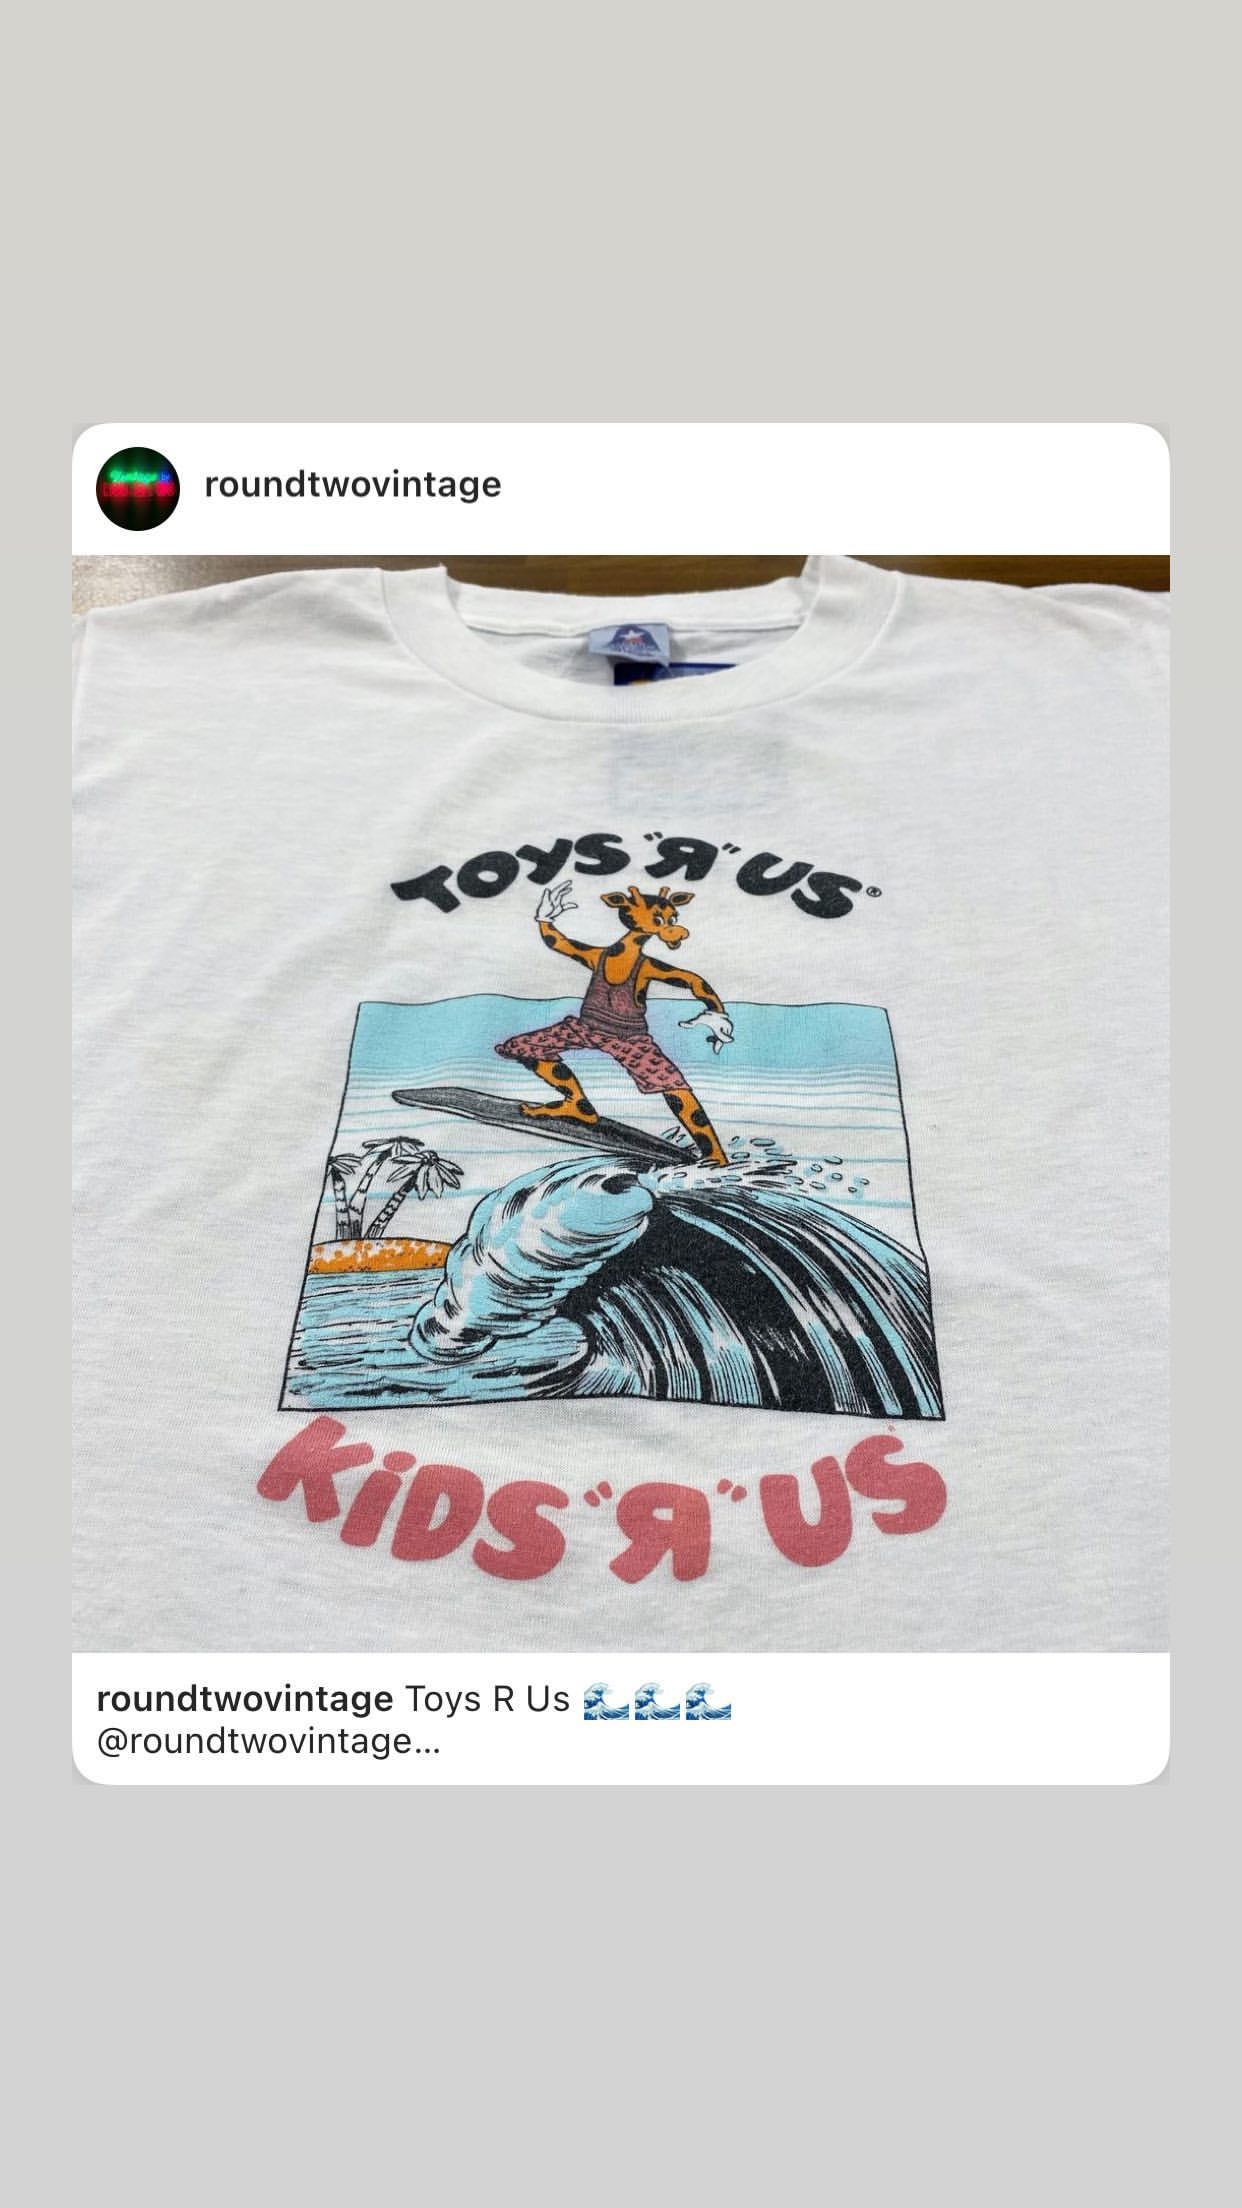 roundtwovintage
TOYS "Я" US®
KiDS "Я" US
roundtwovintage Toys R Us 🌊🌊🌊
@roundtwovintage...